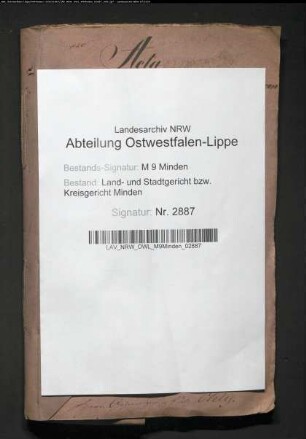 Acta
Landesarchiv NRW
Abteilung Ostwestfalen-Lippe
Bestands-Signatur: M 9 Minden
Bestand: Land- und Stadtgericht bzw.
Kreisgericht Minden
Signatur: Nr. 2887
LAV_NRW_OWL_M9Minden_02887